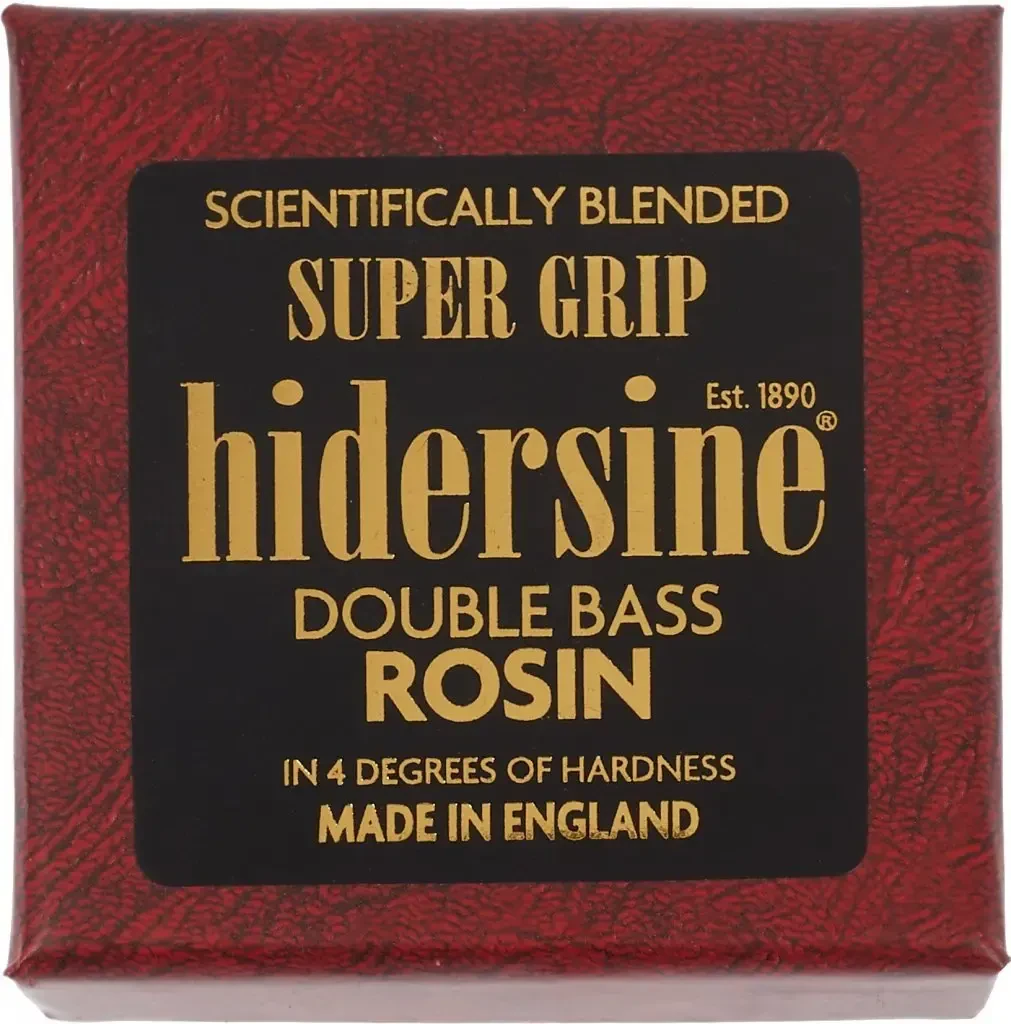 SCIENTIFICALLY BLENDED
SUPER GRIP
Est. 1890
hidersine®
DOUBLE BASS
ROSIN
IN 4 DEGREES OF HARDNESS
MADE IN ENGLAND